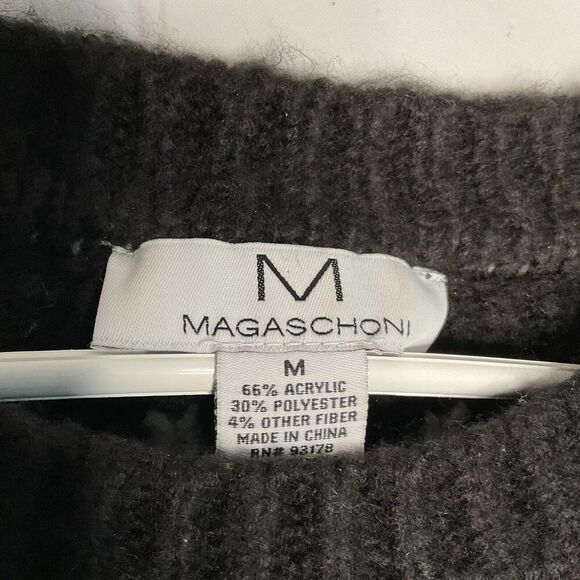 M
MAGASCHONI
M
66% ACRYLIC
30% POLYESTER
4% OTHER FIBER
MADE IN CHINA
RN# 93178